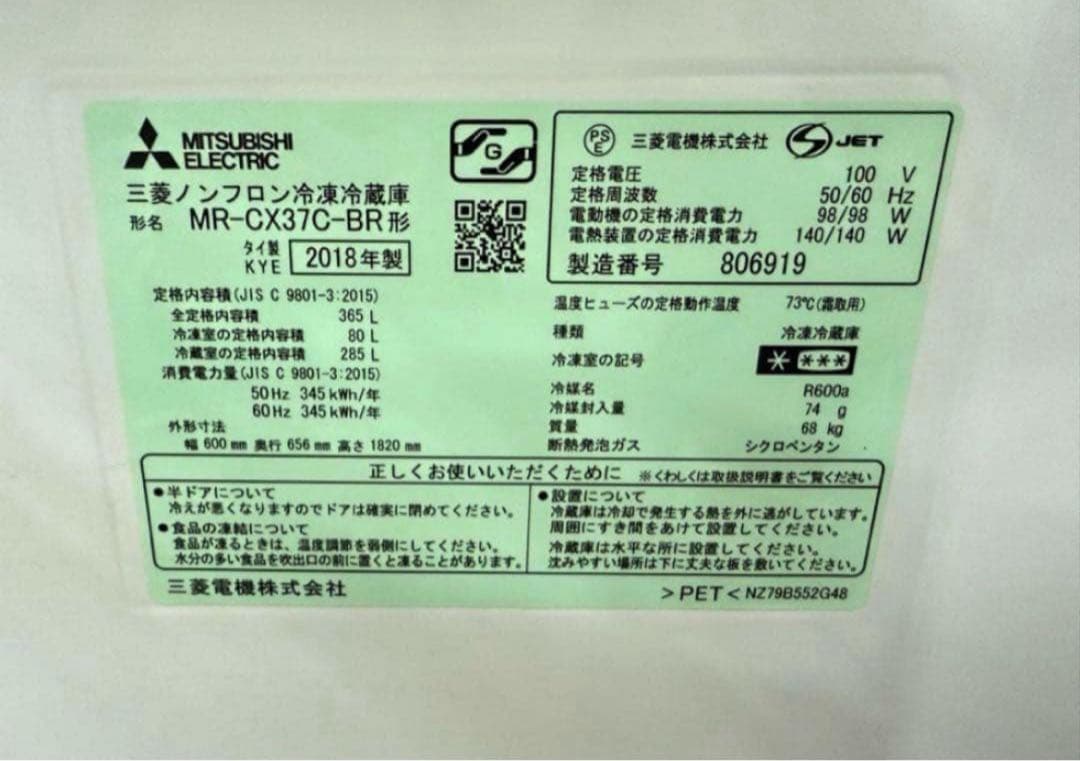 MITSUBISHI
ELECTRIC
三菱ノンフロン冷凍冷蔵庫
形名 MR-CX37C-BR形
タイ製
KYE 2018年製
G
定格内容積(JIS C 9801-3:2015)
全定格内容積 365 L
冷凍室の定格内容積 80 L
冷蔵室の定格内容積 285 L
消費電力量(JIS C 9801-3:2015)
50Hz 345kWh/年
60Hz 345kWh/年
外形寸法
幅 600mm 奥行 656mm 高さ 1820mm
PSE 三菱電機株式会社 S JET
定格電圧 100 V
定格周波数 50/60 Hz
電動機の定格消費電力 98/98 W
電熱装置の定格消費電力 140/140 W
製造番号 806919
温度ヒューズの定格動作温度 73℃(霜取用)
種類 冷凍冷蔵庫
冷凍室の記号 * ***
冷媒名 R600a
冷媒封入量 74 g
質量 68 kg
断熱発泡ガス シクロペンタン
正しくお使いいただくために ※くわしくは取扱説明書をご覧ください
●半ドアについて
冷えが悪くなりますのでドアは確実に閉めてください。
●食品の凍結について
食品が凍るときは、温度調節を弱側にしてください。
水分の多い食品を吹出口の前に置くと凍ることがあります。
●設置について
冷蔵庫は冷却で発生する熱を外に逃がしています。
周囲にすき間をあけて設置してください。
冷蔵庫は水平な所に設置してください。
沈みやすい場所は下に丈夫な板を敷いてください。
三菱電機株式会社
>PET< NZ79B552G48